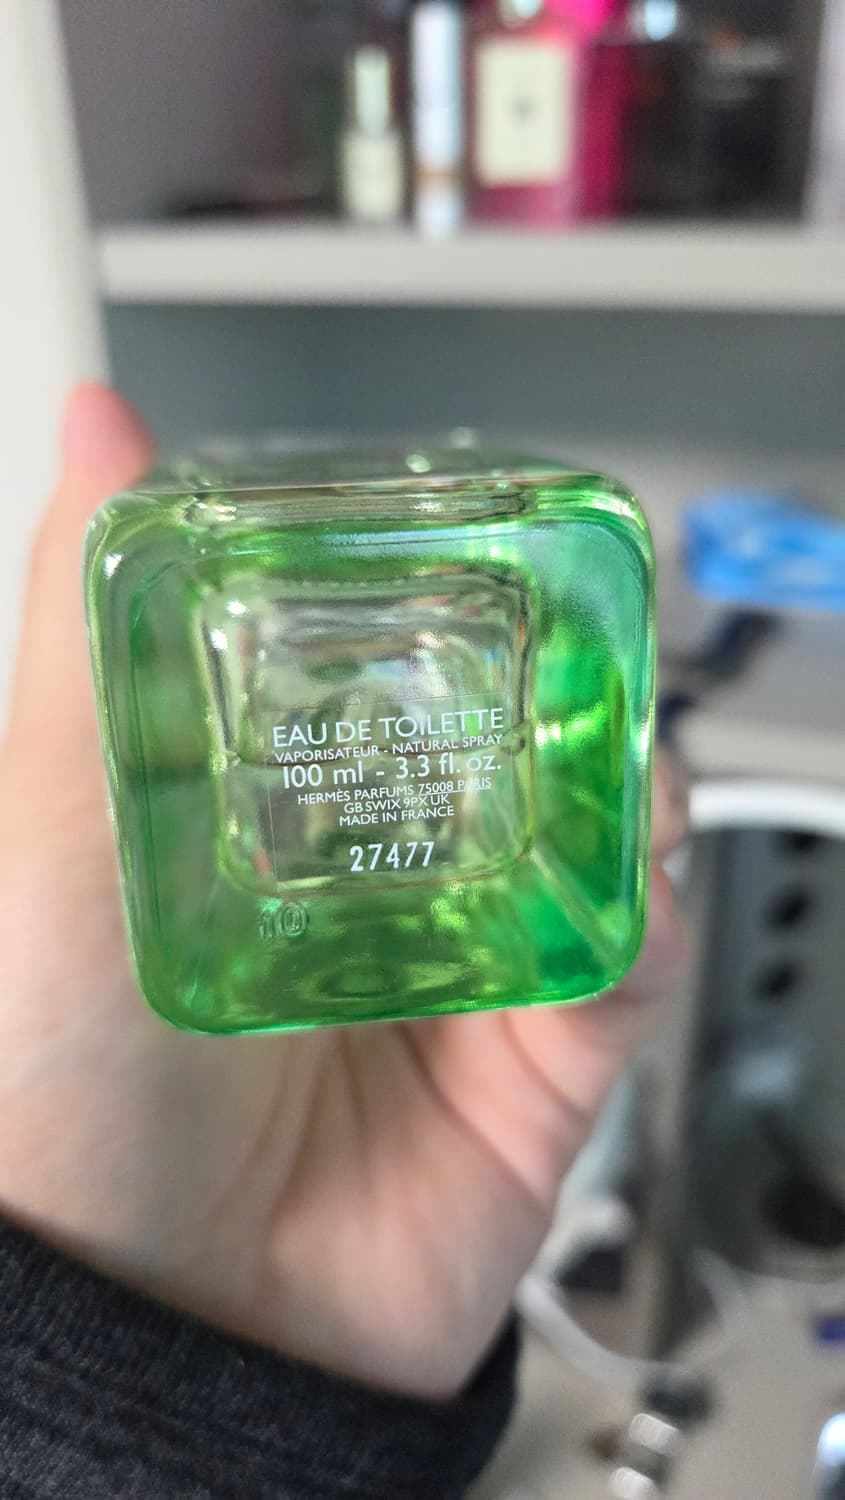 EAU DE TOILETTE
VAPORISATEUR - NATURAL SPRAY
100 ml - 3.3 fl. oz.
HERMÈS PARFUMS 75008 PARIS
GB SW1X 9PX UK
MADE IN FRANCE
27477
10